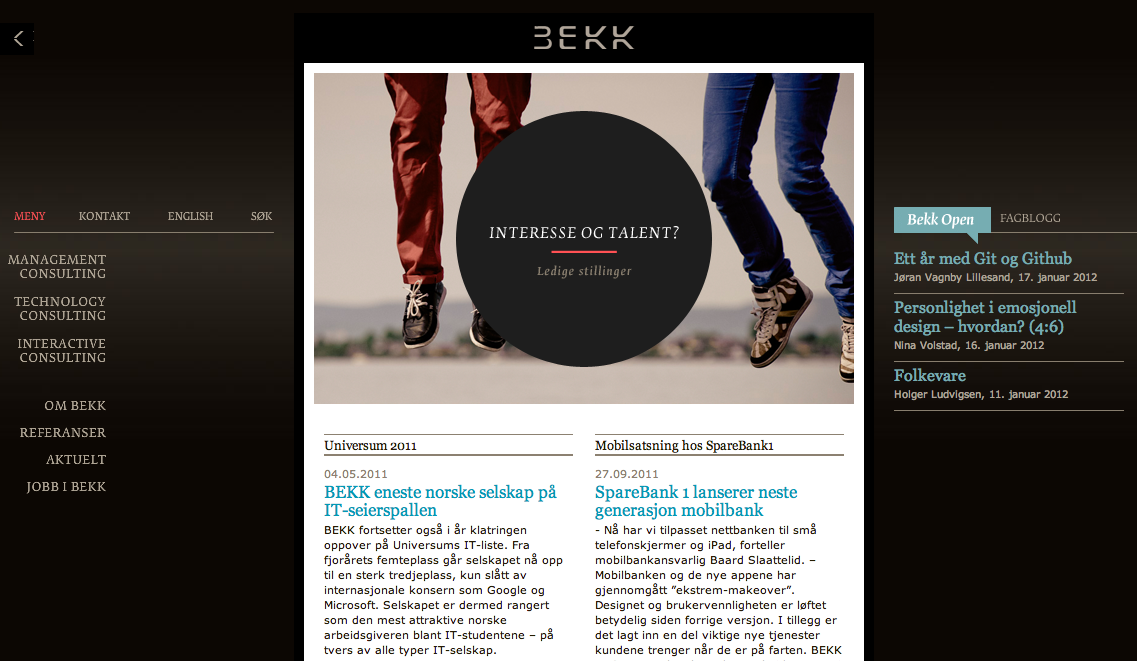 BEKK
MENY KONTAKT ENGLISH SØK
MANAGEMENT
CONSULTING
TECHNOLOGY
CONSULTING
INTERACTIVE
CONSULTING
OM BEKK
REFERANSER
AKTUELT
JOBB I BEKK
INTERESSE OG TALENT?
Ledige stillinger
Universum 2011
04.05.2011
BEKK eneste norske selskap på
IT-seierspallen
BEKK fortsetter også i år klatringen
oppover på Universums IT-liste. Fra
fjorårets femteplass går selskapet nå opp
til en sterk tredjeplass, kun slått av
internasjonale konsern som Google og
Microsoft. Selskapet er dermed rangert
som den mest attraktive norske
arbeidsgiveren blant IT-studentene – på
tvers av alle typer IT-selskap.
Mobilsatsning hos SpareBank1
27.09.2011
SpareBank 1 lanserer neste
generasjon mobilbank
- Nå har vi tilpasset nettbanken til små
telefonskjermer og iPad, forteller
mobilbankansvarlig Baard Slaattelid. –
Mobilbanken og de nye appene har
gjennomgått ”ekstrem-makeover”.
Designet og brukervennligheten er løftet
betydelig siden forrige versjon. I tillegg er
det lagt inn en del viktige nye tjenester
kundene trenger når de er på farten. BEKK
Bekk Open FAGBLOGG
Ett år med Git og Github
Jøran Vagnby Lillesand, 17. januar 2012
Personlighet i emosjonell
design – hvordan? (4:6)
Nina Volstad, 16. januar 2012
Folkevare
Holger Ludvigsen, 11. januar 2012